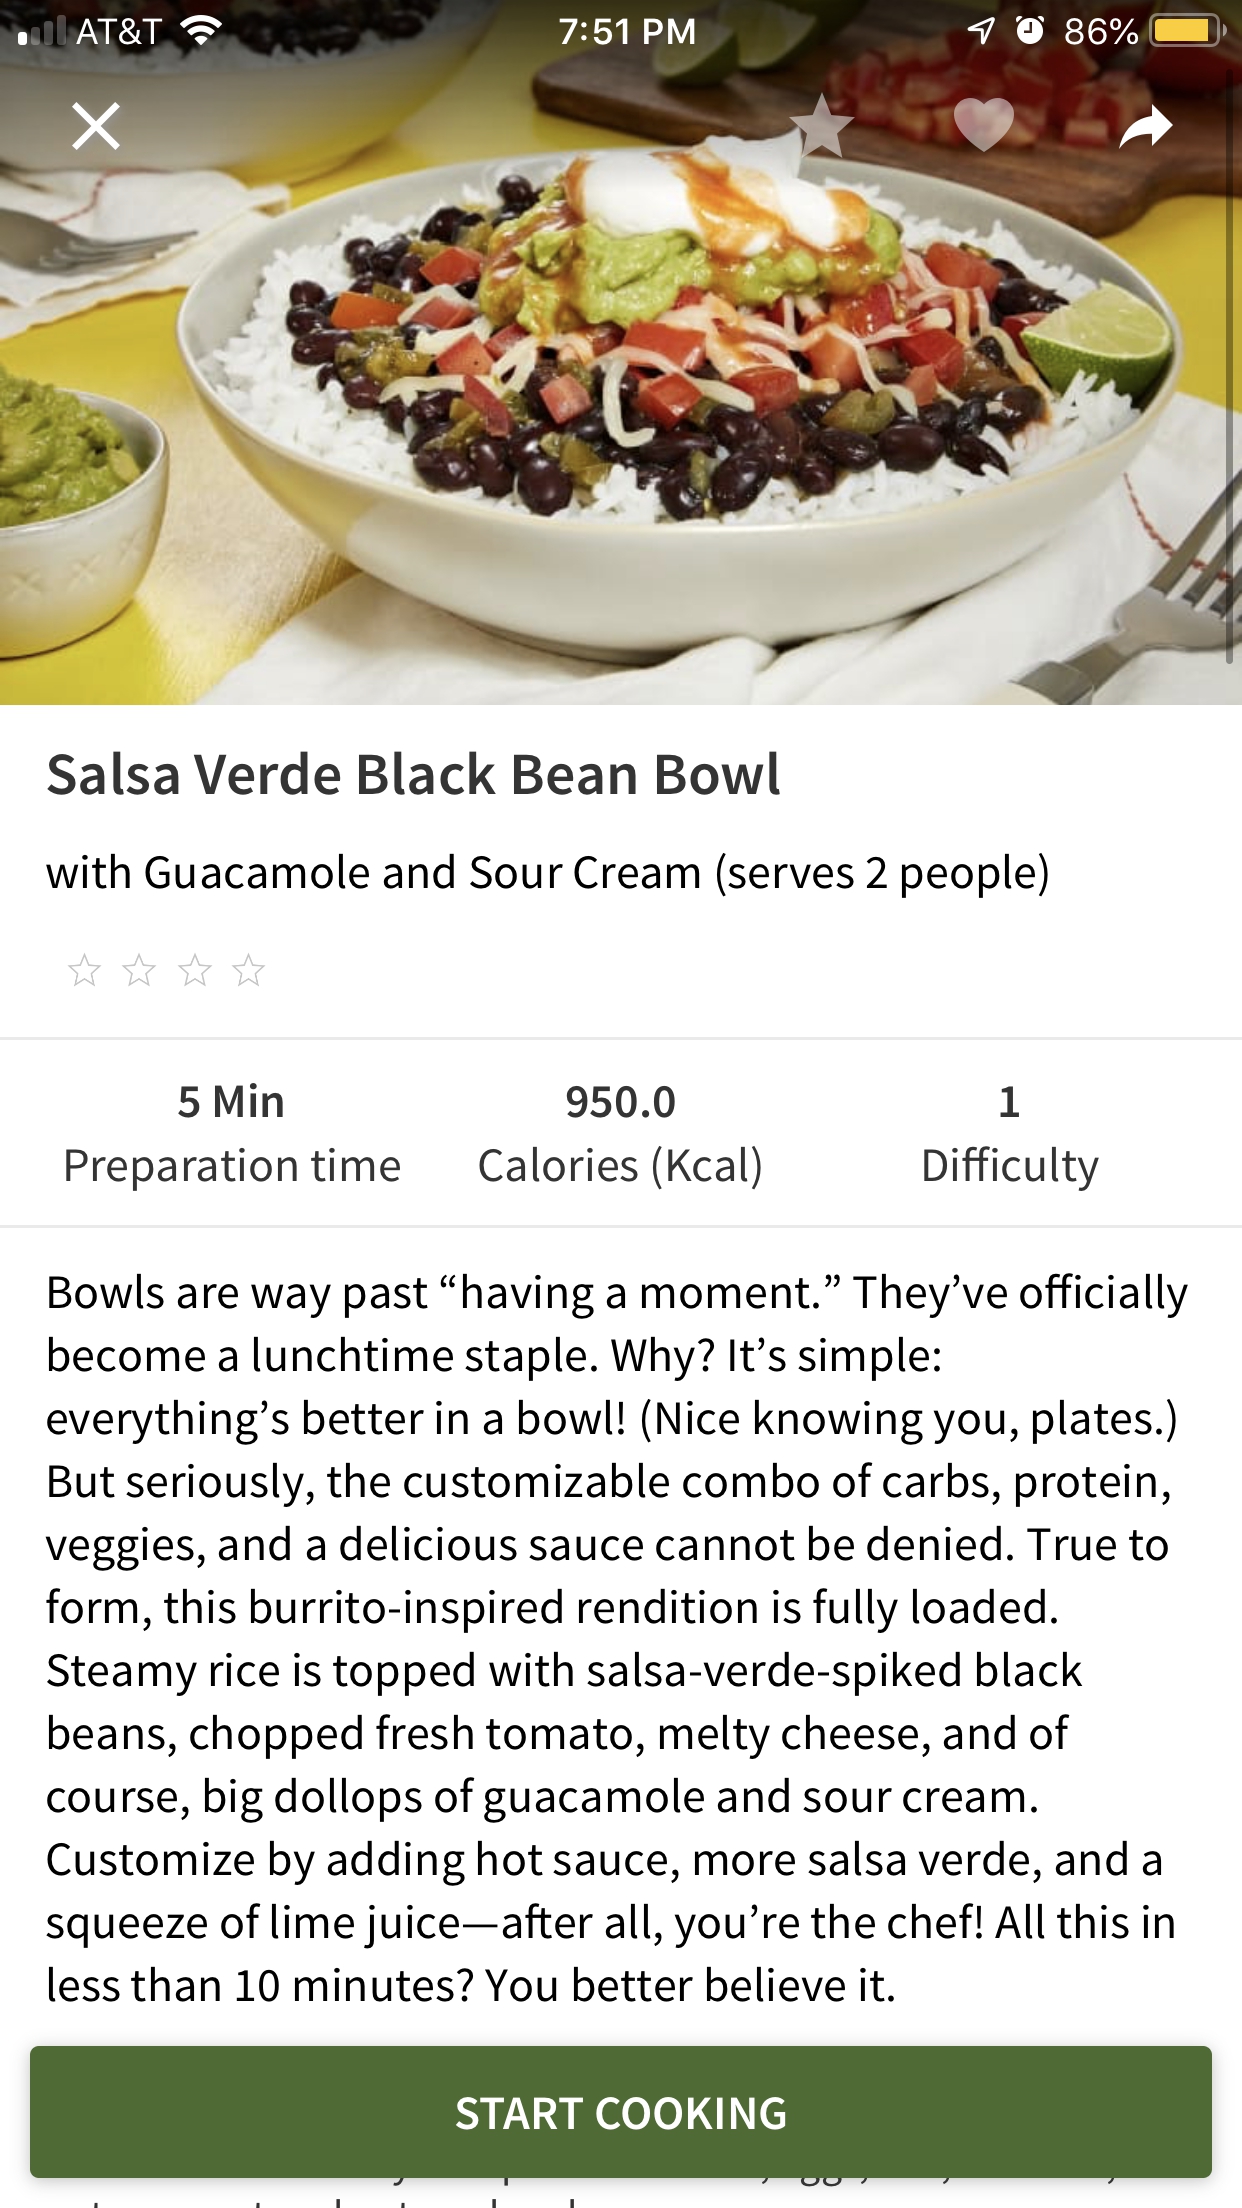 AT&T 7:51 PM 86%
Salsa Verde Black Bean Bowl
with Guacamole and Sour Cream (serves 2 people)
5 Min 950.0 1
Preparation time Calories (Kcal) Difficulty
Bowls are way past “having a moment.” They’ve officially
become a lunchtime staple. Why? It’s simple:
everything’s better in a bowl! (Nice knowing you, plates.)
But seriously, the customizable combo of carbs, protein,
veggies, and a delicious sauce cannot be denied. True to
form, this burrito-inspired rendition is fully loaded.
Steamy rice is topped with salsa-verde-spiked black
beans, chopped fresh tomato, melty cheese, and of
course, big dollops of guacamole and sour cream.
Customize by adding hot sauce, more salsa verde, and a
squeeze of lime juice—after all, you’re the chef! All this in
less than 10 minutes? You better believe it.
START COOKING